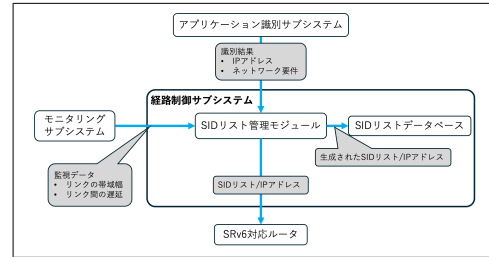 アプリケーション識別サブシステム
識別結果
• IPアドレス
• ネットワーク要件
経路制御サブシステム
モニタリング
サブシステム
SIDリスト管理モジュール
SIDリストデータベース
生成されたSIDリスト/IPアドレス
監視データ
• リンクの帯域幅
• リンク間の遅延
SIDリスト/IPアドレス
SRv6対応ルータ